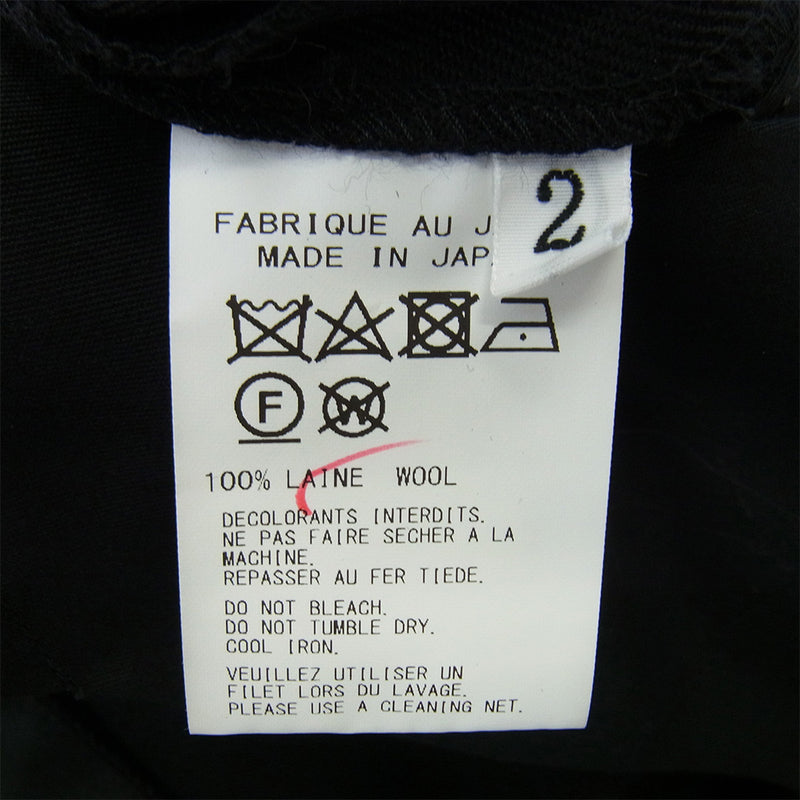 2
FABRIQUE AU J
MADE IN JAP
F
W
100% LAINE WOOL
DECOLORANTS INTERDITS.
NE PAS FAIRE SECHER A LA
MACHINE.
REPASSER AU FER TIEDE.
DO NOT BLEACH.
DO NOT TUMBLE DRY.
COOL IRON.
VEUILLEZ UTILISER UN
FILET LORS DU LAVAGE.
PLEASE USE A CLEANING NET.